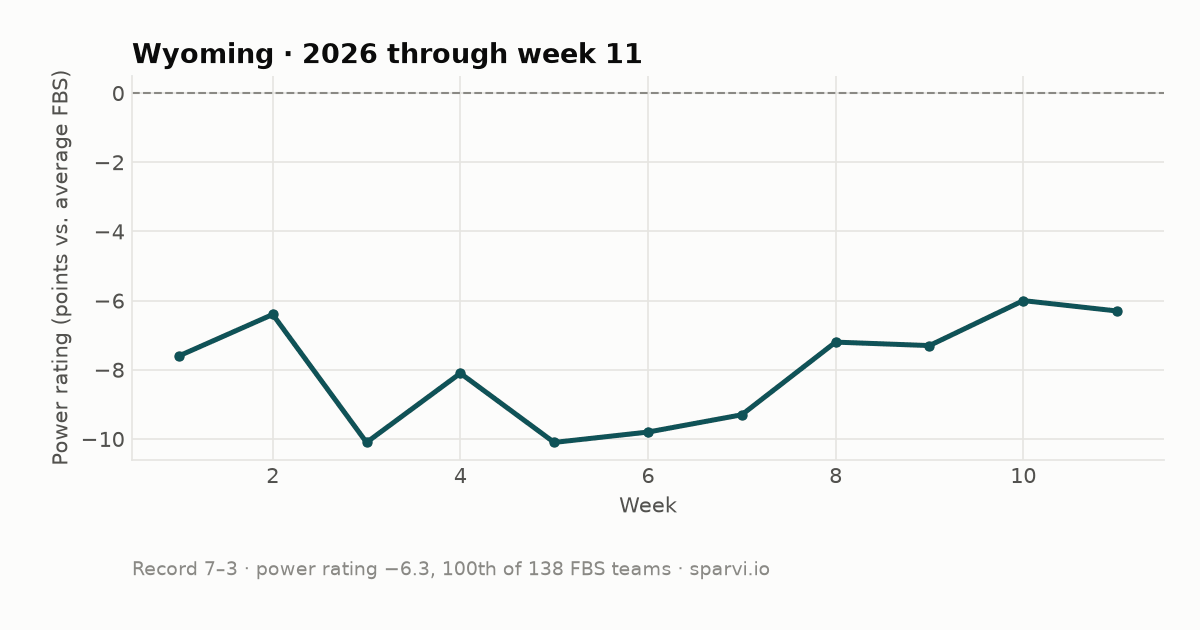 Wyoming · 2026 through week 11
Power rating (points vs. average FBS)
0
−2
−4
−6
−8
−10
2 4 6 8 10
Week
Record 7–3 · power rating −6.3, 100th of 138 FBS teams · sparvi.io